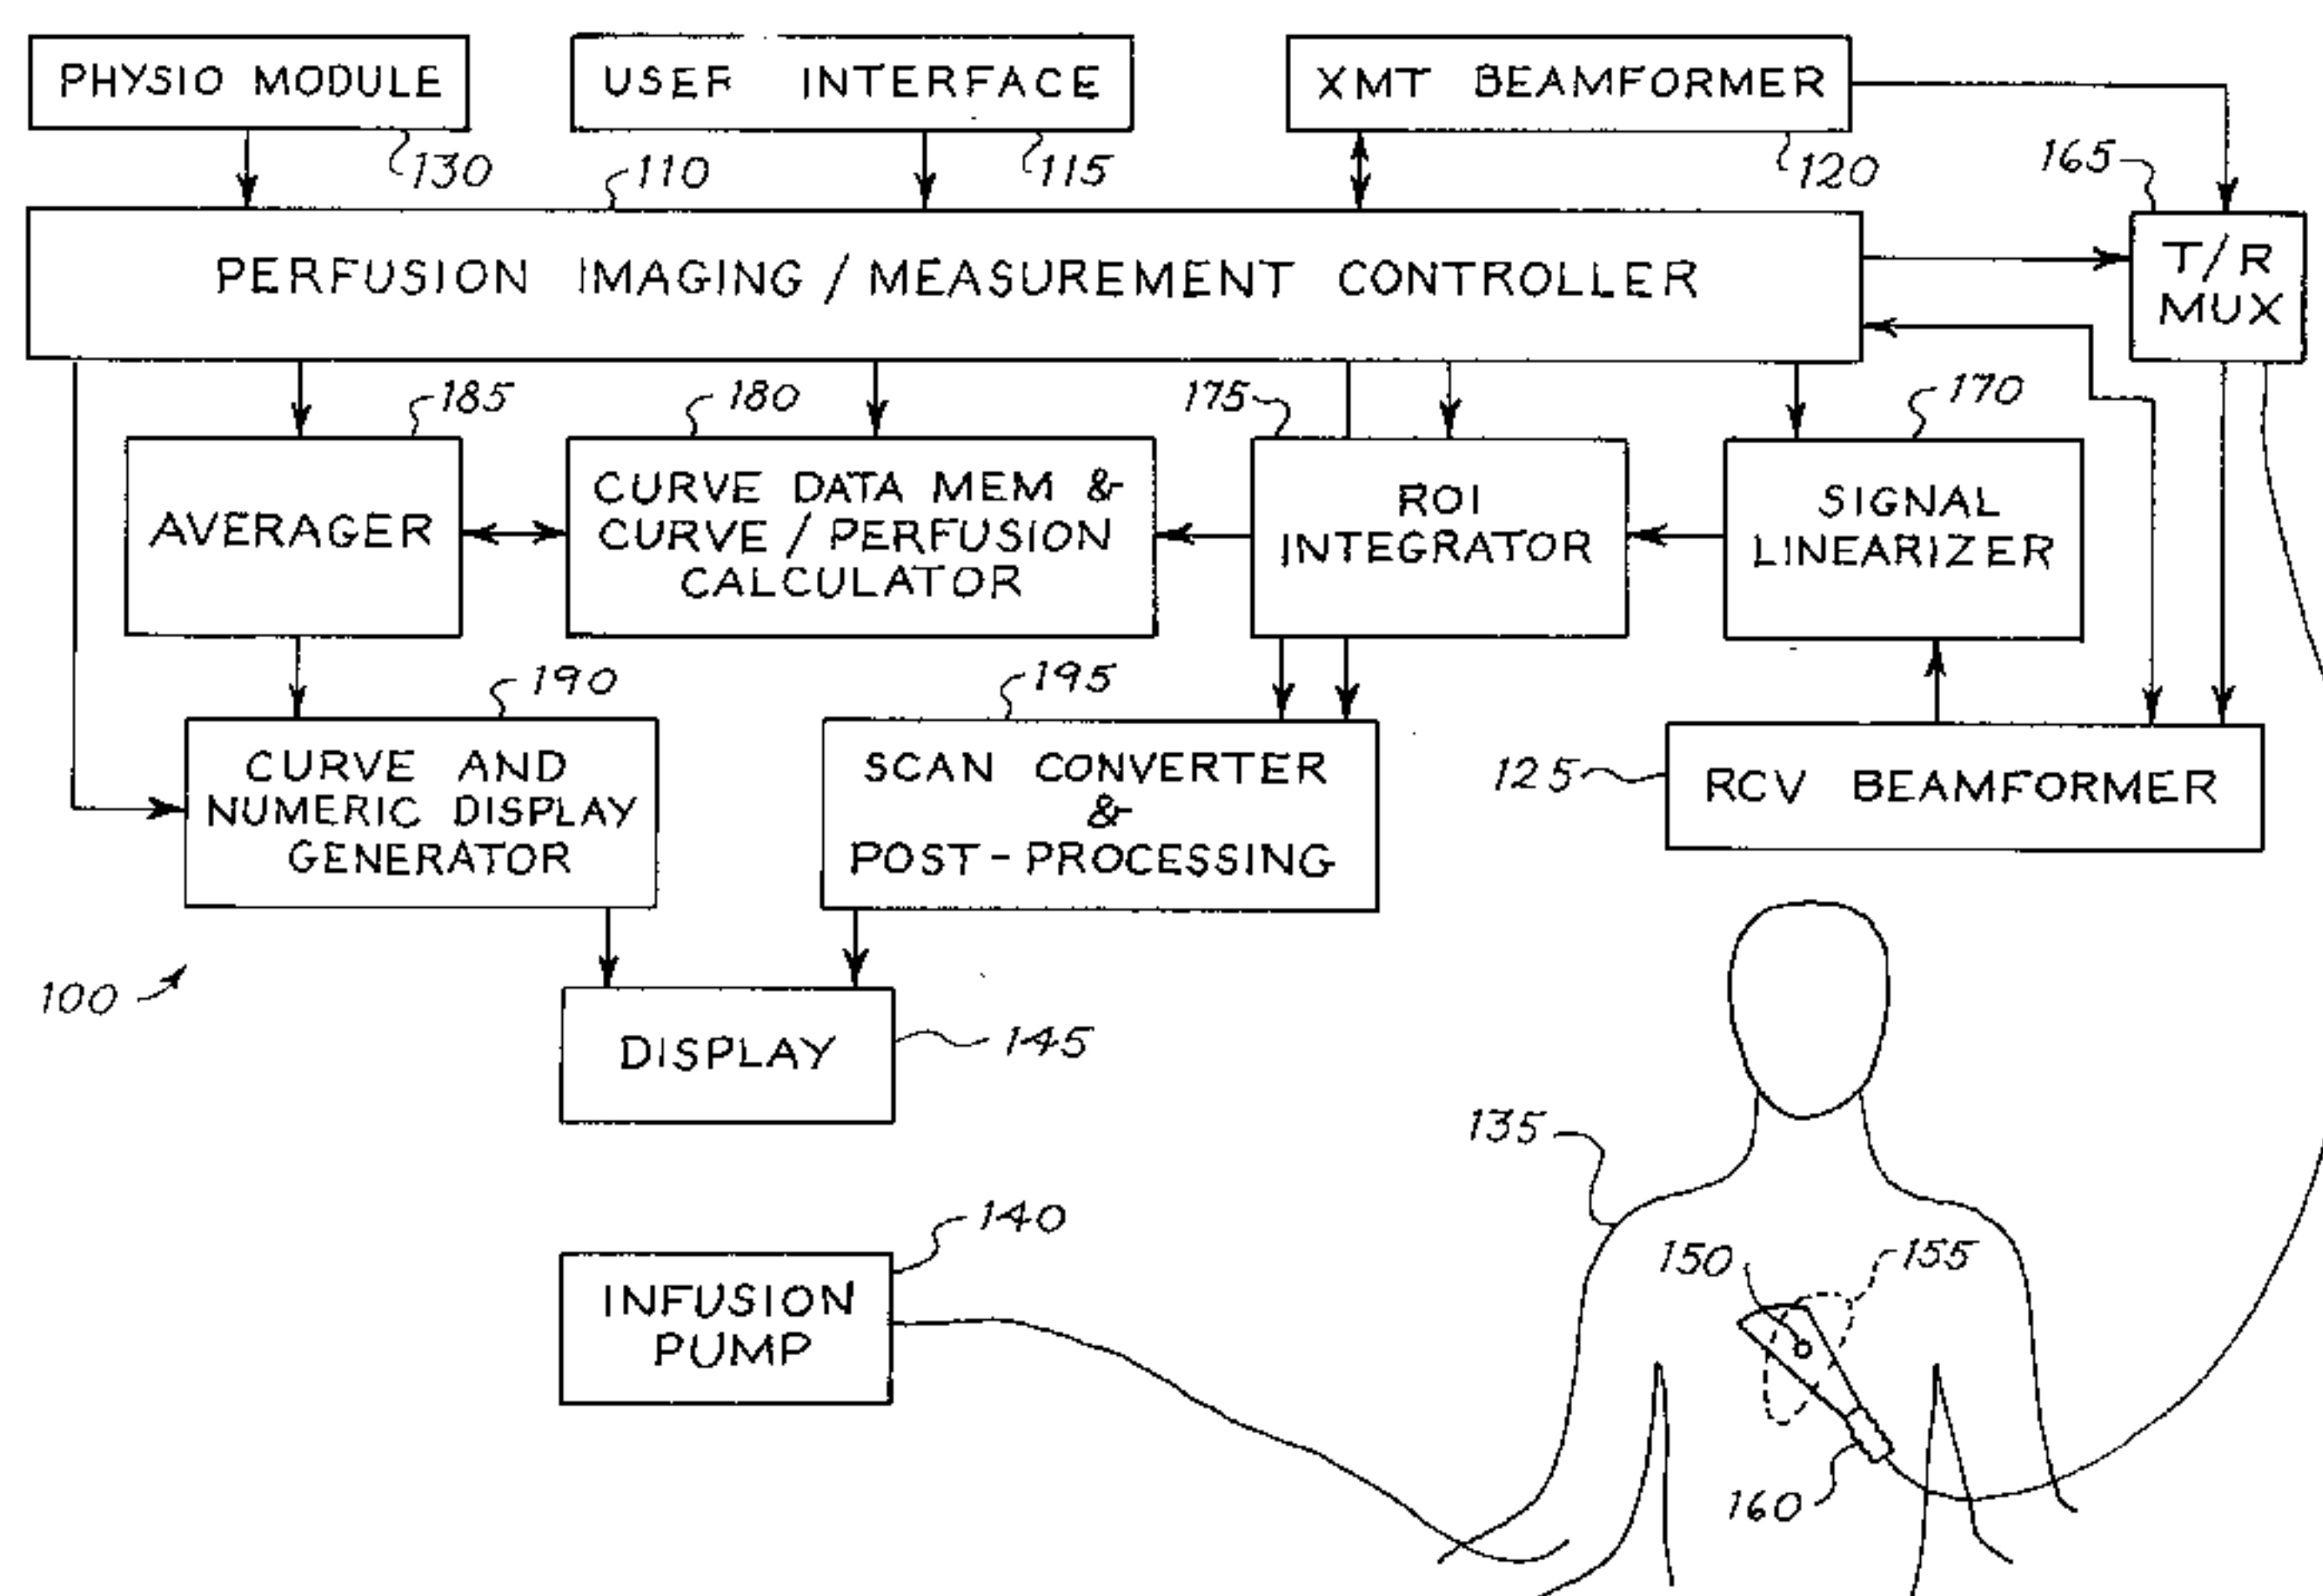 PHYSIO MODULE
USER INTERFACE
XMT BEAMFORMER
130
110
115
120
165
PERFUSION IMAGING / MEASUREMENT CONTROLLER
T/R
MUX
185
180
175
170
AVERAGER
CURVE DATA MEM &
CURVE / PERFUSION
CALCULATOR
ROI
INTEGRATOR
SIGNAL
LINEARIZER
190
195
CURVE AND
NUMERIC DISPLAY
GENERATOR
SCAN CONVERTER
&
POST-PROCESSING
125
RCV BEAMFORMER
100
DISPLAY
145
135
140
INFUSION
PUMP
150
155
160